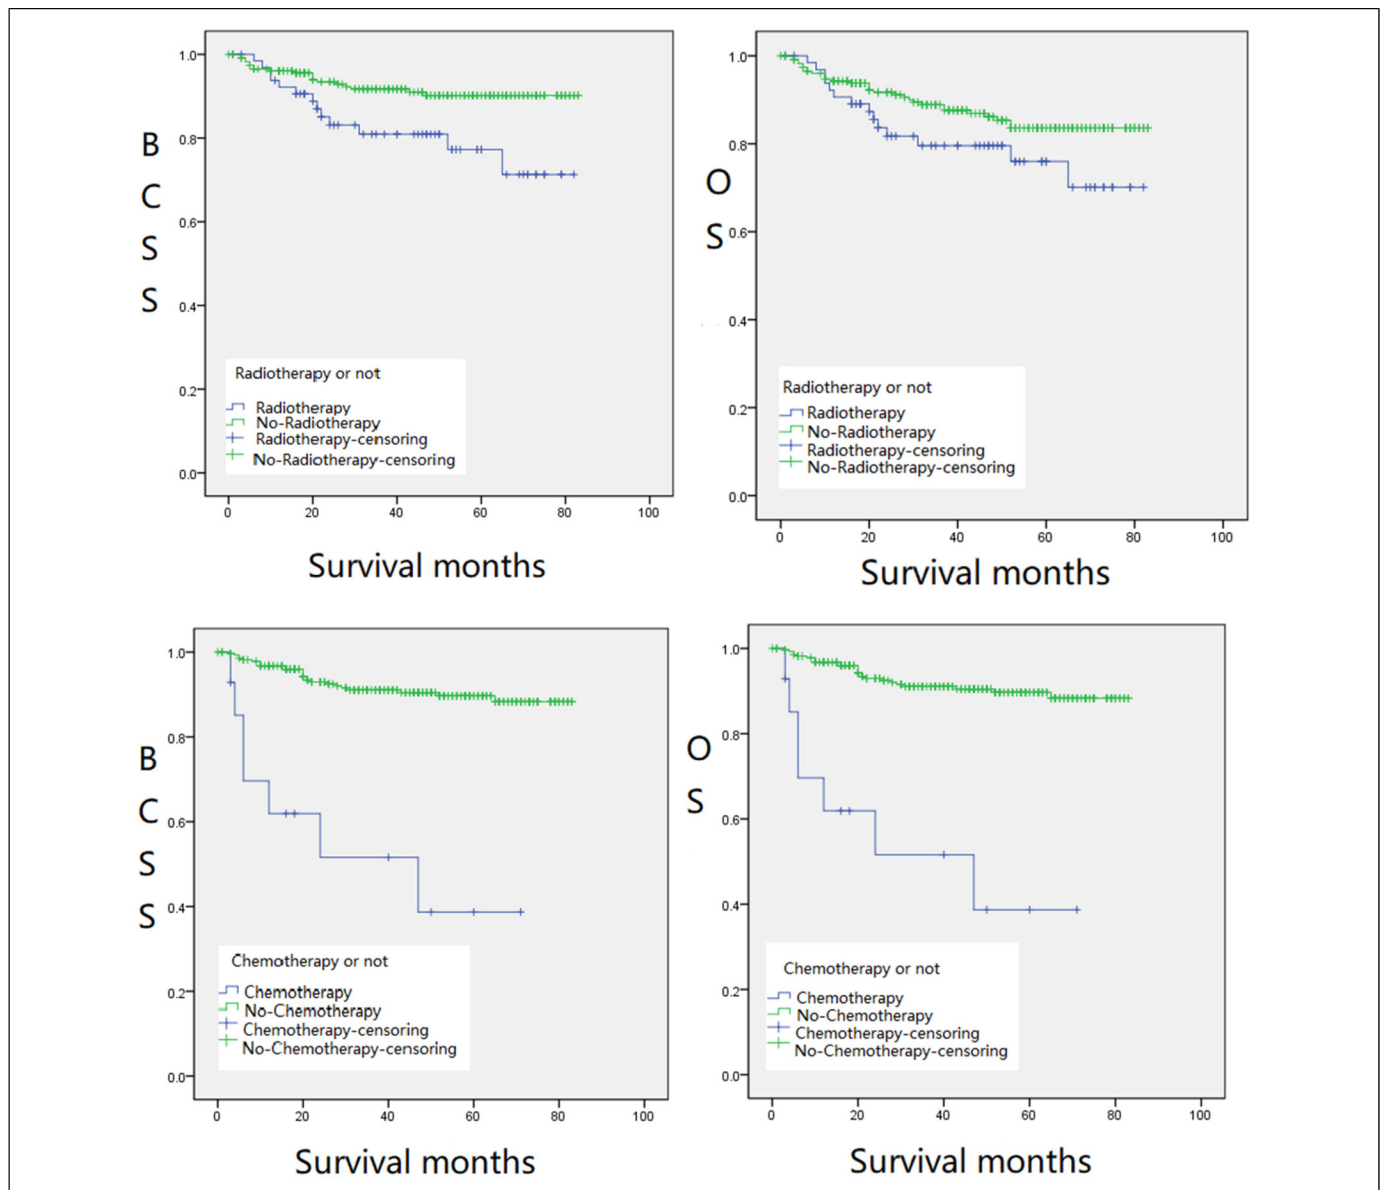 B
C
S
S
1.0
0.8
0.6
0.4
0.2
0.0
Radiotherapy or not
Radiotherapy
No-Radiotherapy
Radiotherapy-censoring
No-Radiotherapy-censoring
0 20 40 60 80 100
Survival months
O
S
1.0
0.8
0.6
0.4
0.2
0.0
Radiotherapy or not
Radiotherapy
No-Radiotherapy
Radiotherapy-censoring
No-Radiotherapy-censoring
0 20 40 60 80 100
Survival months
B
C
S
S
1.0
0.8
0.6
0.4
0.2
0.0
Chemotherapy or not
Chemotherapy
No-Chemotherapy
Chemotherapy-censoring
No-Chemotherapy-censoring
0 20 40 60 80 100
Survival months
O
S
1.0
0.8
0.6
0.4
0.2
0.0
Chemotherapy or not
Chemotherapy
No-Chemotherapy
Chemotherapy-censoring
No-Chemotherapy-censoring
0 20 40 60 80 100
Survival months